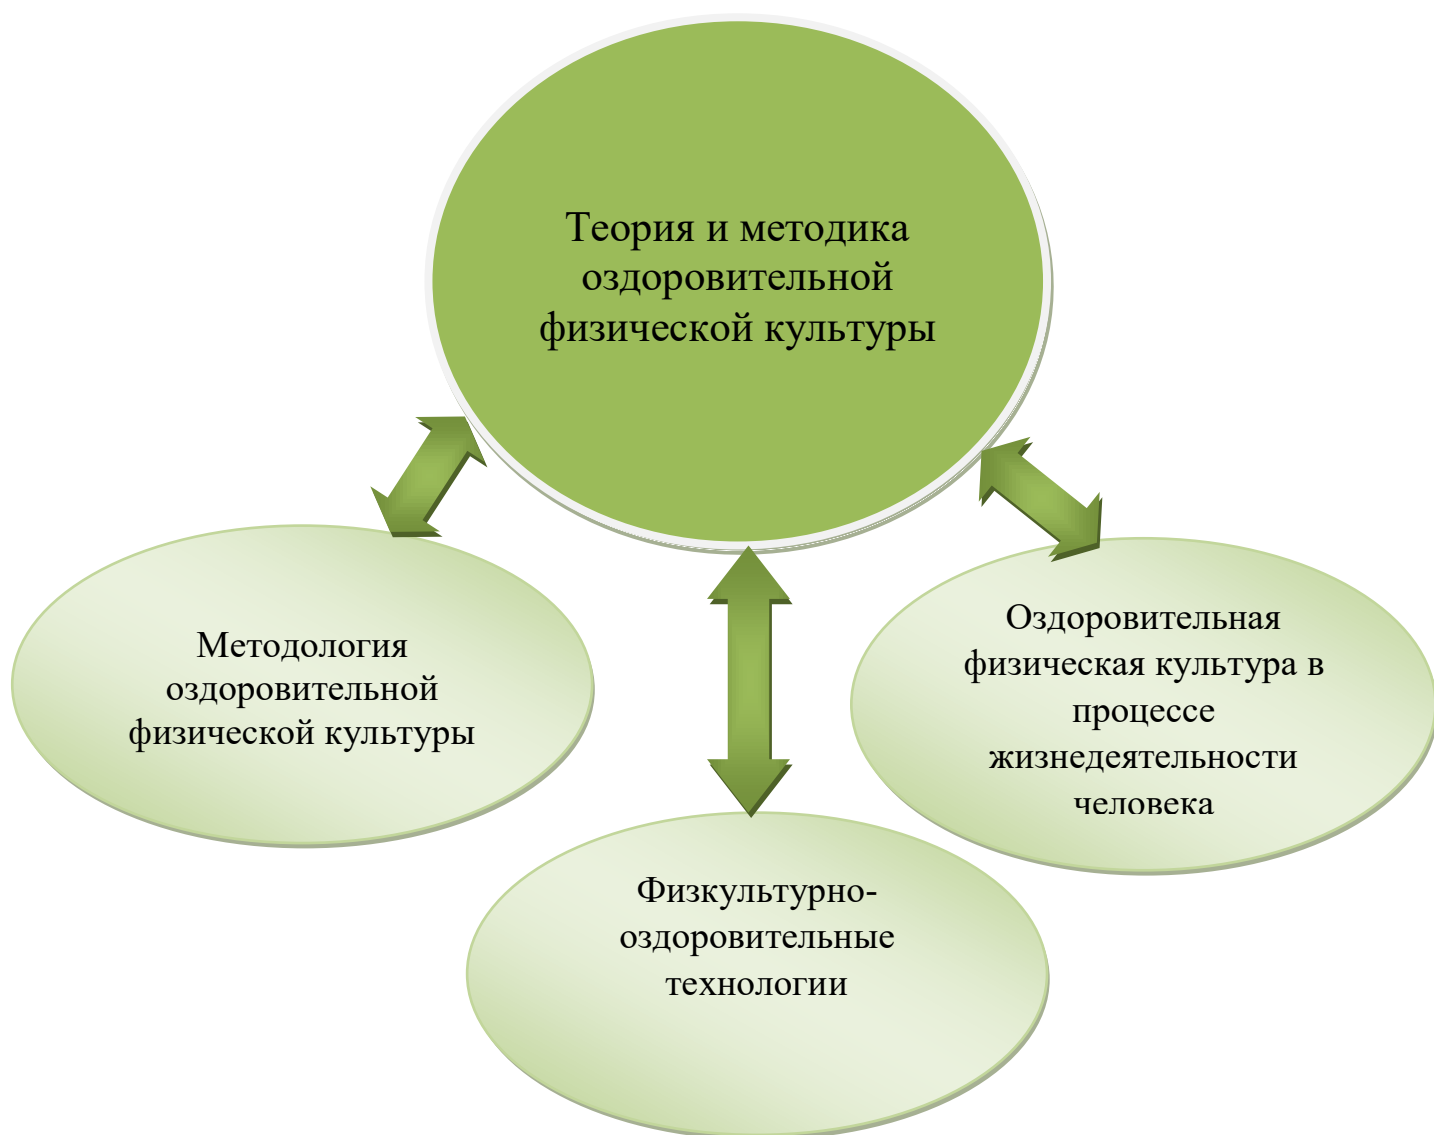 Теория и методика
оздоровительной
физической культуры
Методология
оздоровительной
физической культуры
Оздоровительная
физическая культура в
процессе
жизнедеятельности
человека
Физкультурно-
оздоровительные
технологии